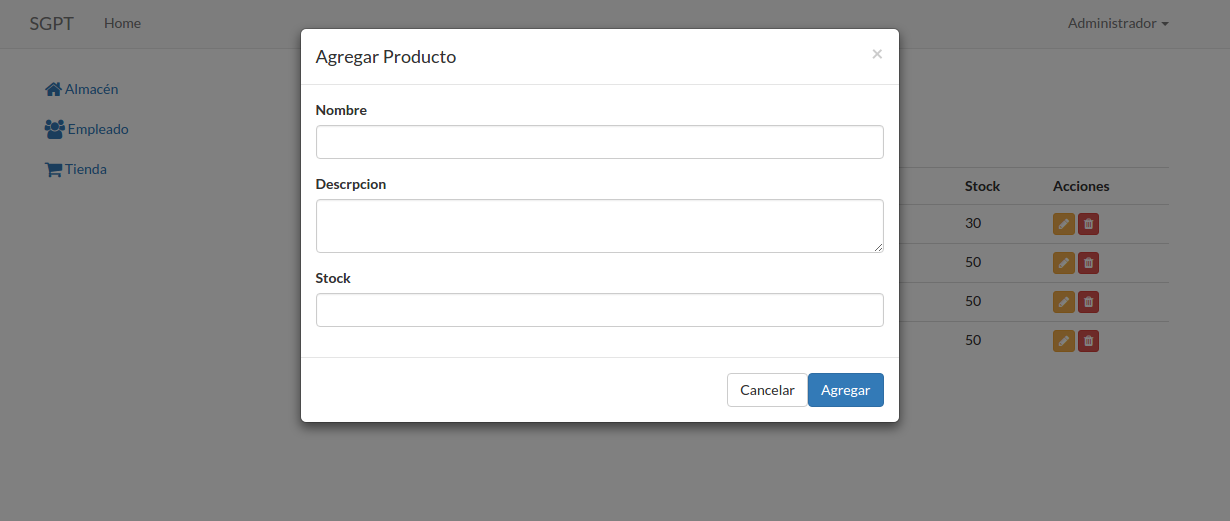 SGPT Home Administrador
Agregar Producto ×
Almacén
Empleado
Tienda
Nombre
Descrpcion
Stock
Stock Acciones
30
50
50
50
Cancelar Agregar